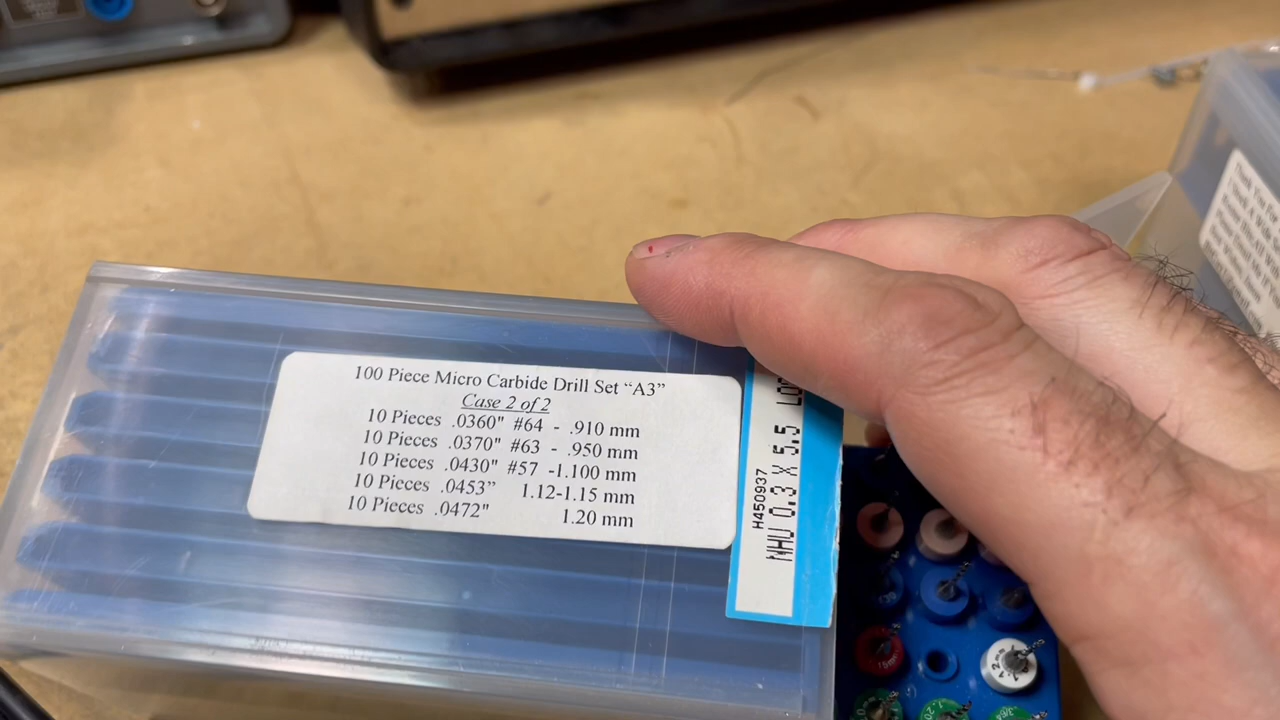 100 Piece Micro Carbide Drill Set “A3”
Case 2 of 2
10 Pieces .0360" #64 - .910 mm
10 Pieces .0370" #63 - .950 mm
10 Pieces .0430" #57 -1.100 mm
10 Pieces .0453” 1.12-1.15 mm
10 Pieces .0472" 1.20 mm
H450937
NHU 0.3 X 5.5